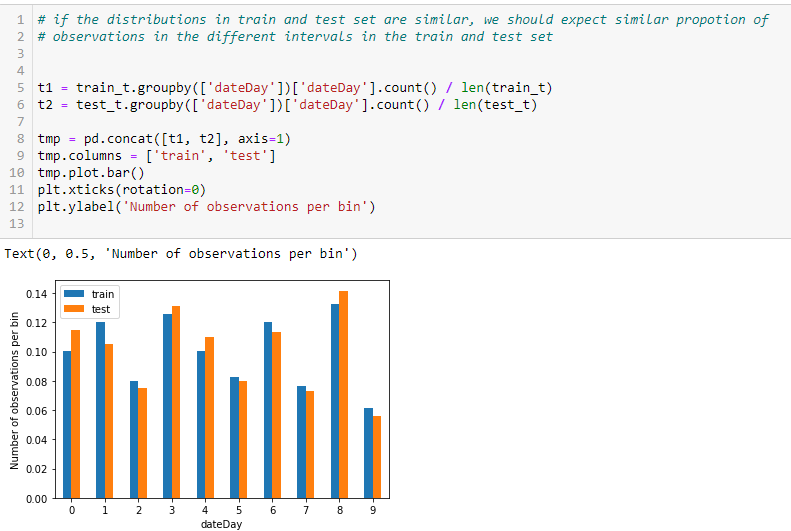 1 # if the distributions in train and test set are similar, we should expect similar propotion of
2 # observations in the different intervals in the train and test set
3
4
5 t1 = train_t.groupby(['dateDay'])['dateDay'].count() / len(train_t)
6 t2 = test_t.groupby(['dateDay'])['dateDay'].count() / len(test_t)
7
8 tmp = pd.concat([t1, t2], axis=1)
9 tmp.columns = ['train', 'test']
10 tmp.plot.bar()
11 plt.xticks(rotation=0)
12 plt.ylabel('Number of observations per bin')
13
Text(0, 0.5, 'Number of observations per bin')
train
test
Number of observations per bin
0.14
0.12
0.10
0.08
0.06
0.04
0.02
0.00
0 1 2 3 4 5 6 7 8 9
dateDay